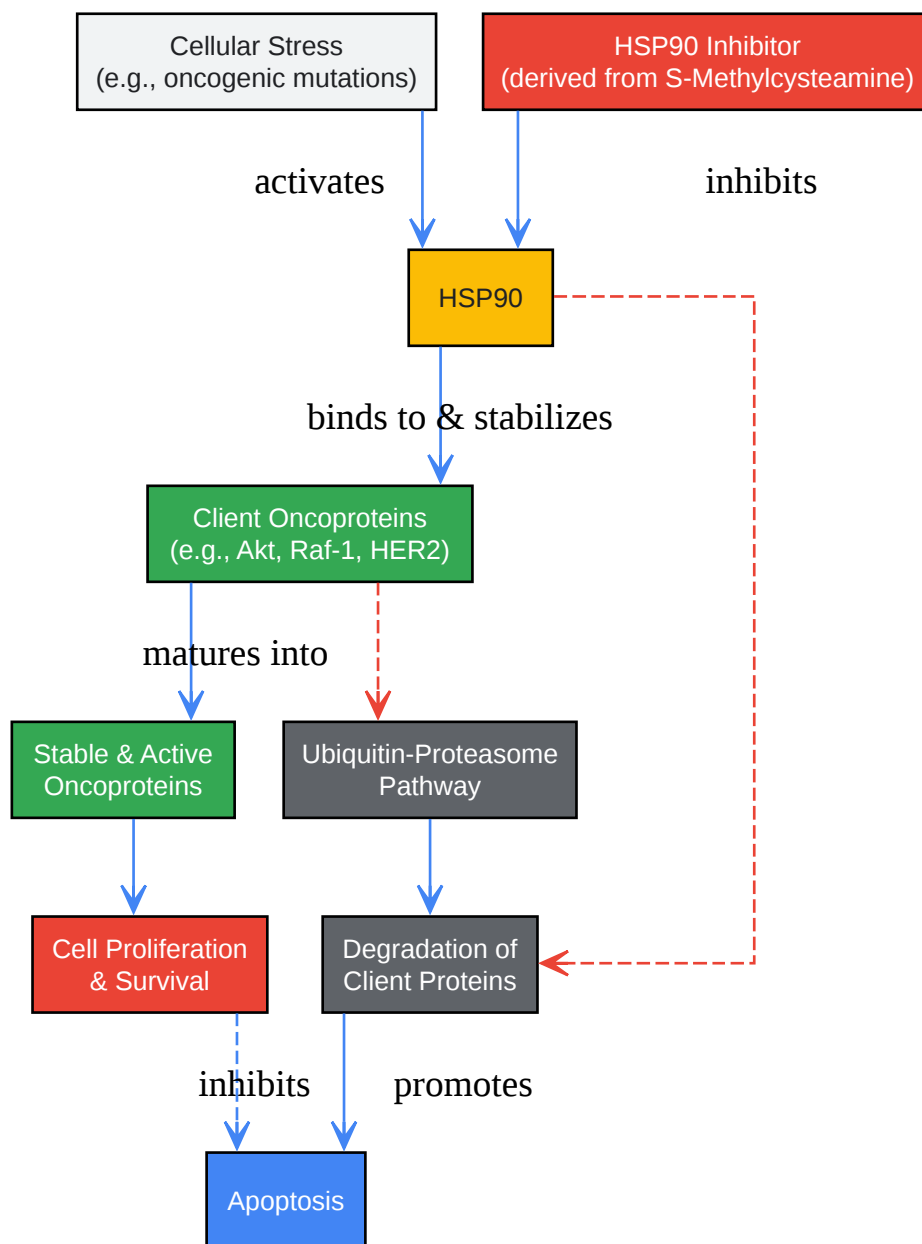 Cellular Stress
(e.g., oncogenic mutations)
HSP90 Inhibitor
(derived from S-Methylcysteamine)
activates
inhibits
HSP90
binds to & stabilizes
Client Oncoproteins
(e.g., Akt, Raf-1, HER2)
matures into
Stable & Active
Oncoproteins
Ubiquitin-Proteasome
Pathway
Cell Proliferation
& Survival
Degradation of
Client Proteins
inhibits
promotes
Apoptosis